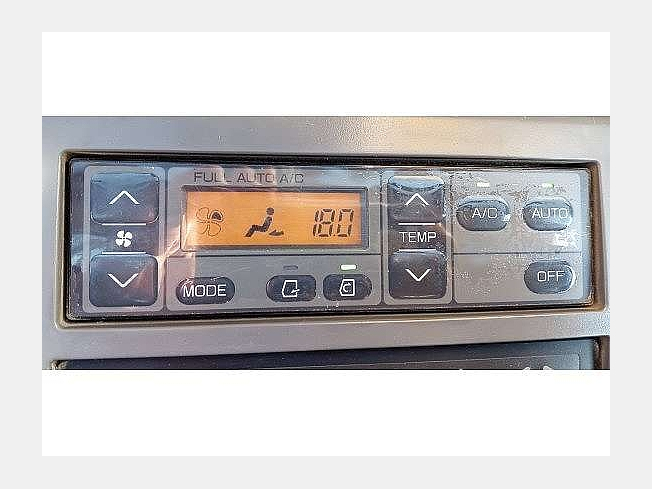 FULL AUTO A/C
18.0
TEMP
A/C
AUTO
MODE
OFF